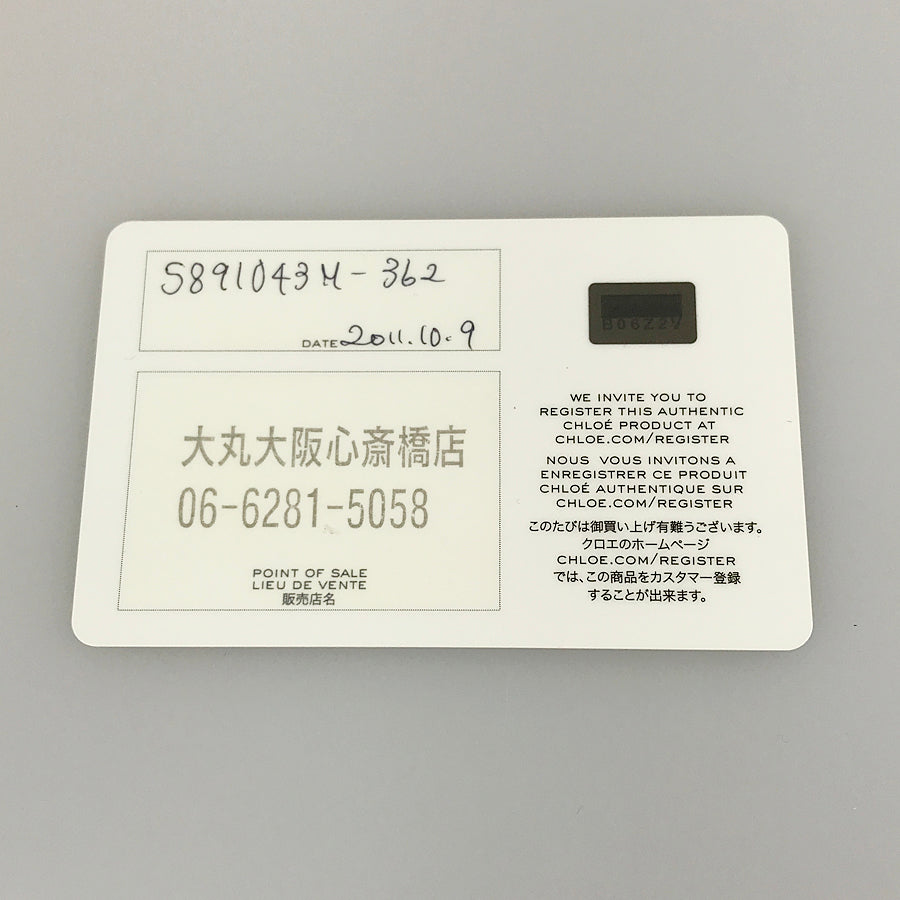 S891043M-362
DATE 2011.10.9
大丸大阪心斎橋店
06-6281-5058
POINT OF SALE
LIEU DE VENTE
販売店名
WE INVITE YOU TO
REGISTER THIS AUTHENTIC
CHLOÉ PRODUCT AT
CHLOE.COM/REGISTER
NOUS VOUS INVITONS A
ENREGISTRER CE PRODUIT
CHLOÉ AUTHENTIQUE SUR
CHLOE.COM/REGISTER
このたびは御買い上げ有難うございます。
クロエのホームページ
CHLOE.COM/REGISTER
では、この商品をカスタマー登録
することが出来ます。